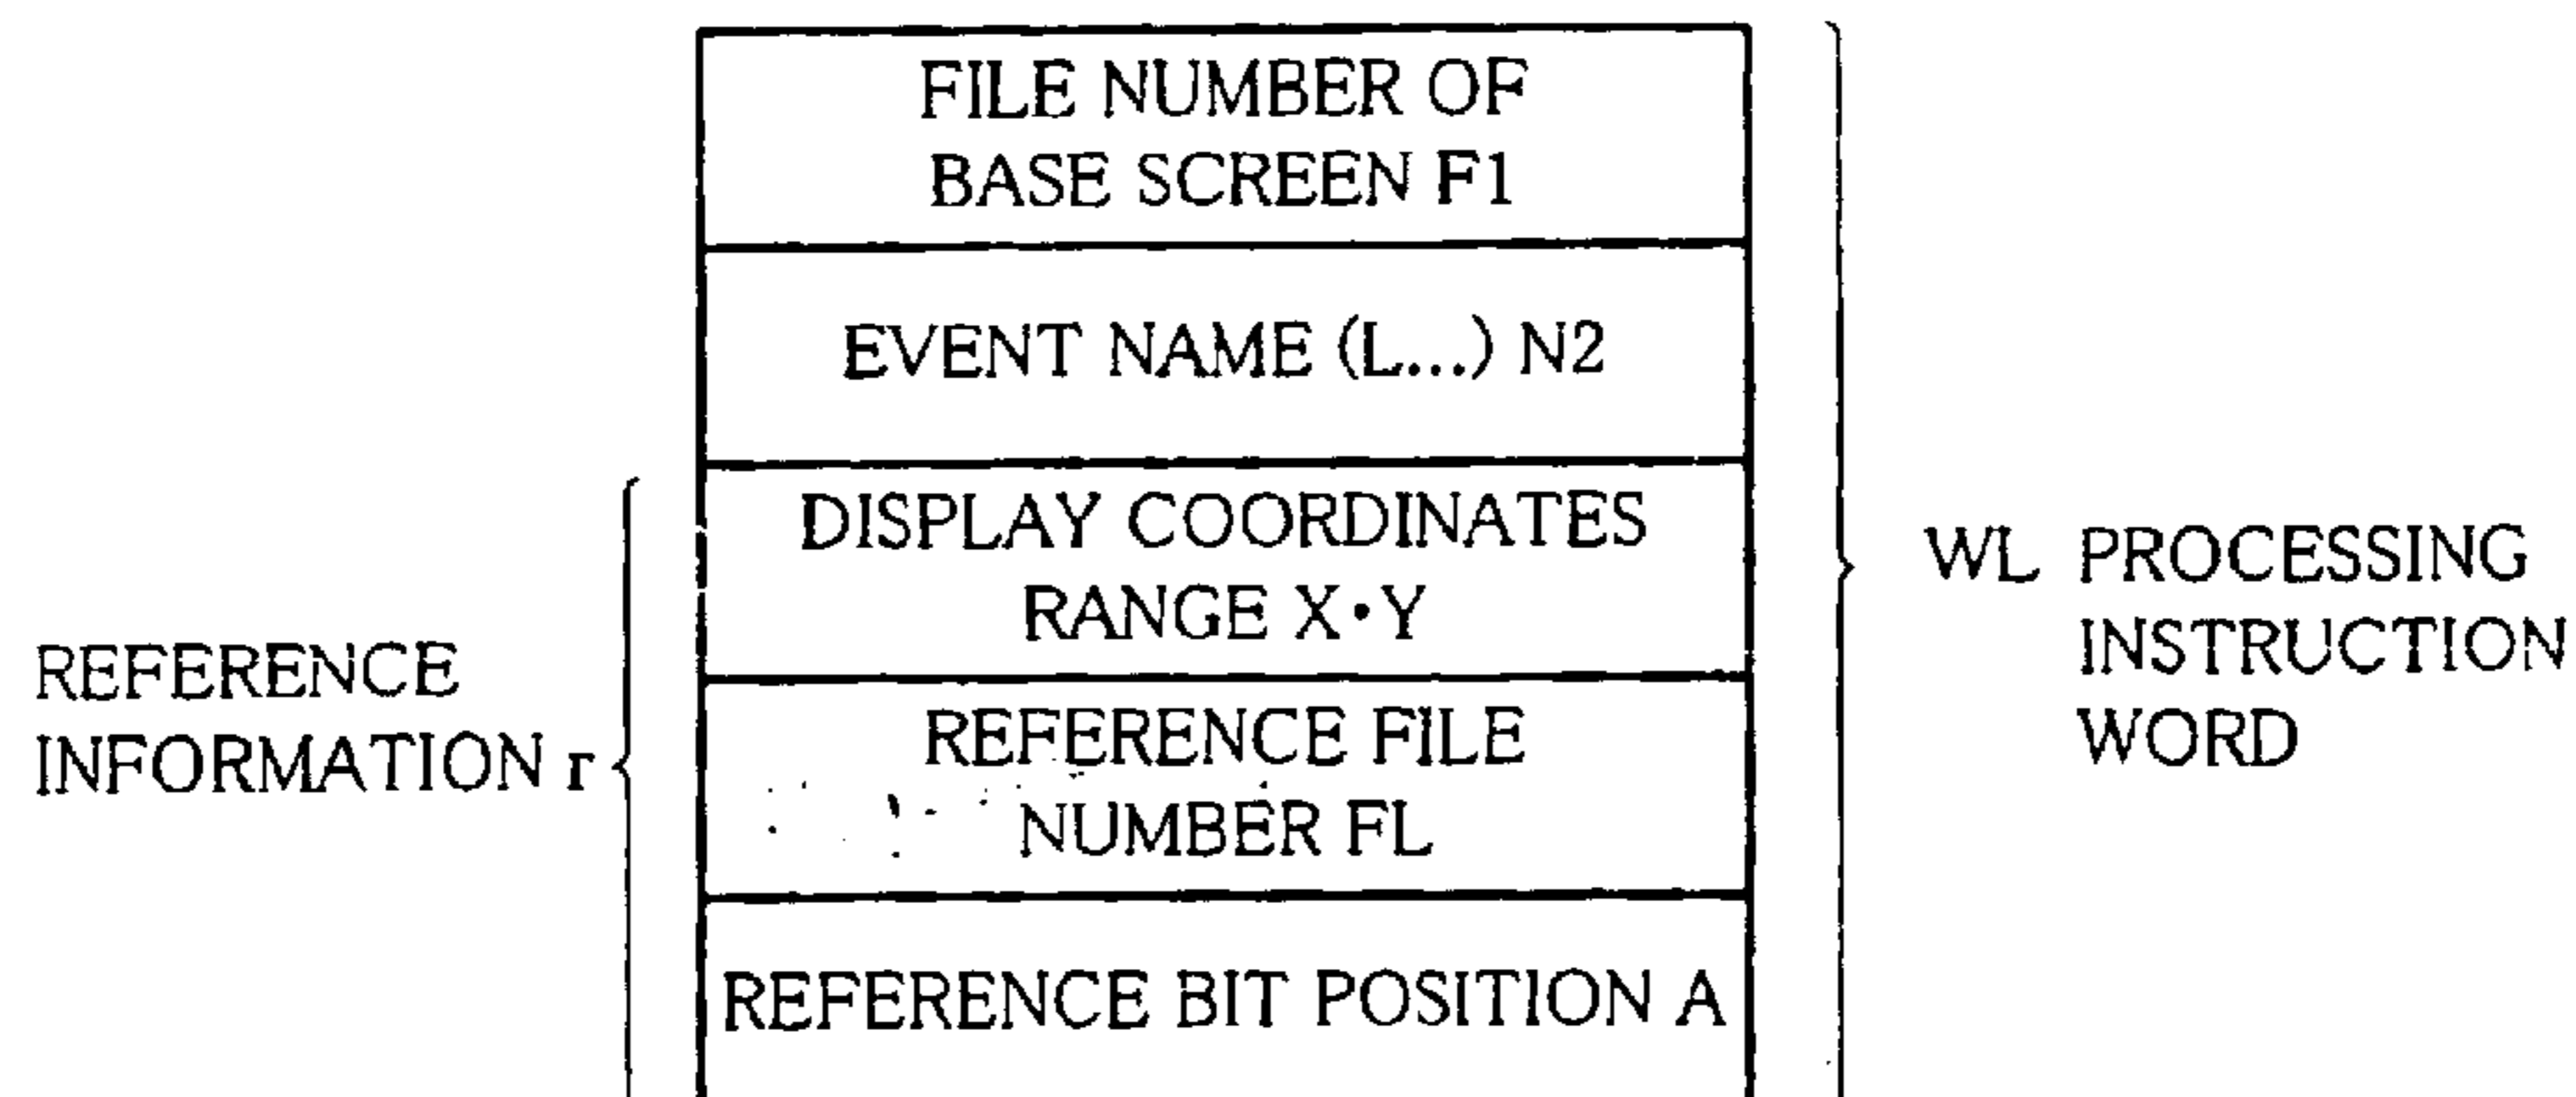 FILE NUMBER OF
BASE SCREEN F1
EVENT NAME (L...) N2
DISPLAY COORDINATES
RANGE X·Y
REFERENCE FILE
NUMBER FL
REFERENCE BIT POSITION A
REFERENCE
INFORMATION r
WL PROCESSING
INSTRUCTION
WORD